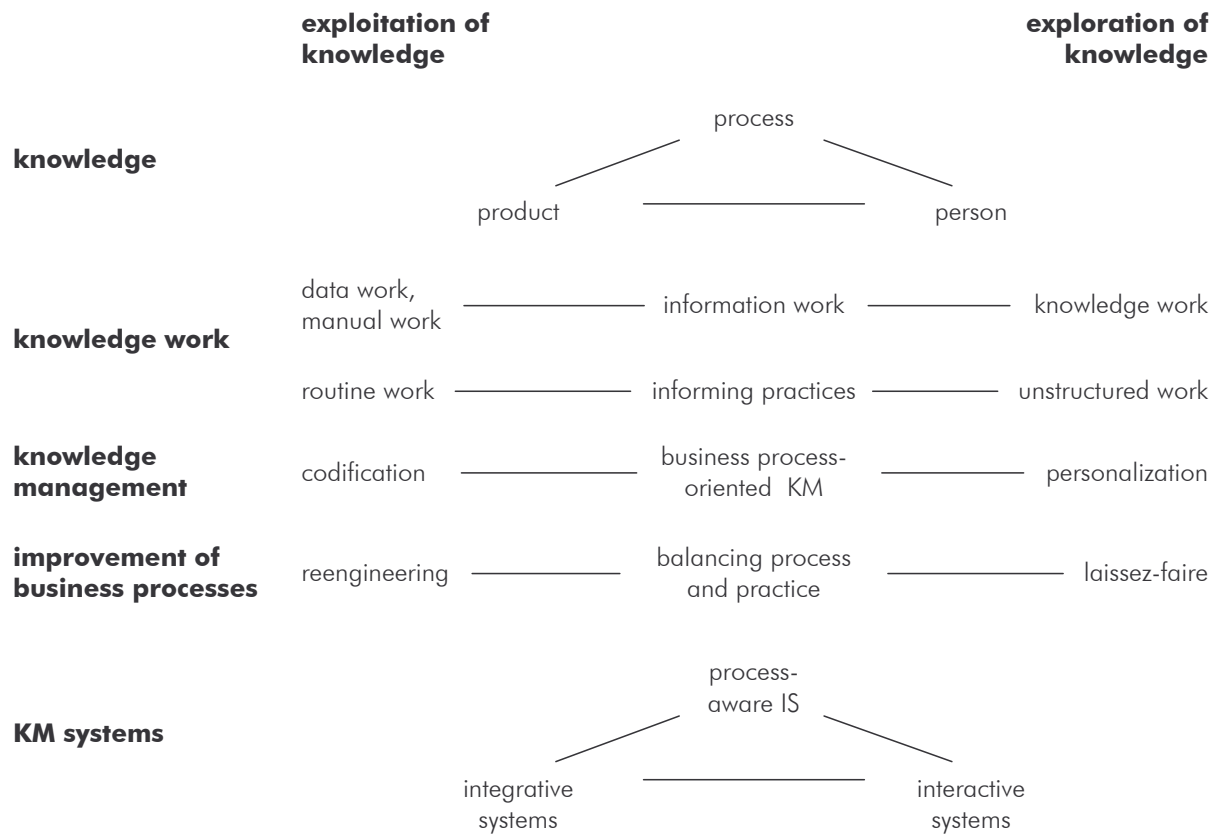 exploitation of
knowledge
exploration of
knowledge
process
knowledge
product
person
data work,
manual work
information work
knowledge work
knowledge work
routine work
informing practices
unstructured work
knowledge
management
codification
business process-
oriented KM
personalization
improvement of
business processes
reengineering
balancing process
and practice
laissez-faire
process-
aware IS
KM systems
integrative
systems
interactive
systems